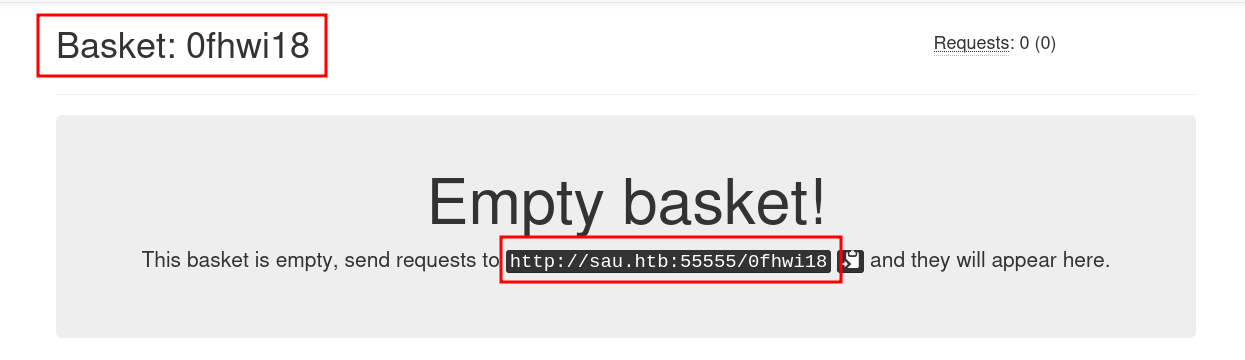 Basket: 0fhwi18
Requests: 0 (0)
Empty basket!
This basket is empty, send requests to http://sau.htb:55555/0fhwi18 and they will appear here.